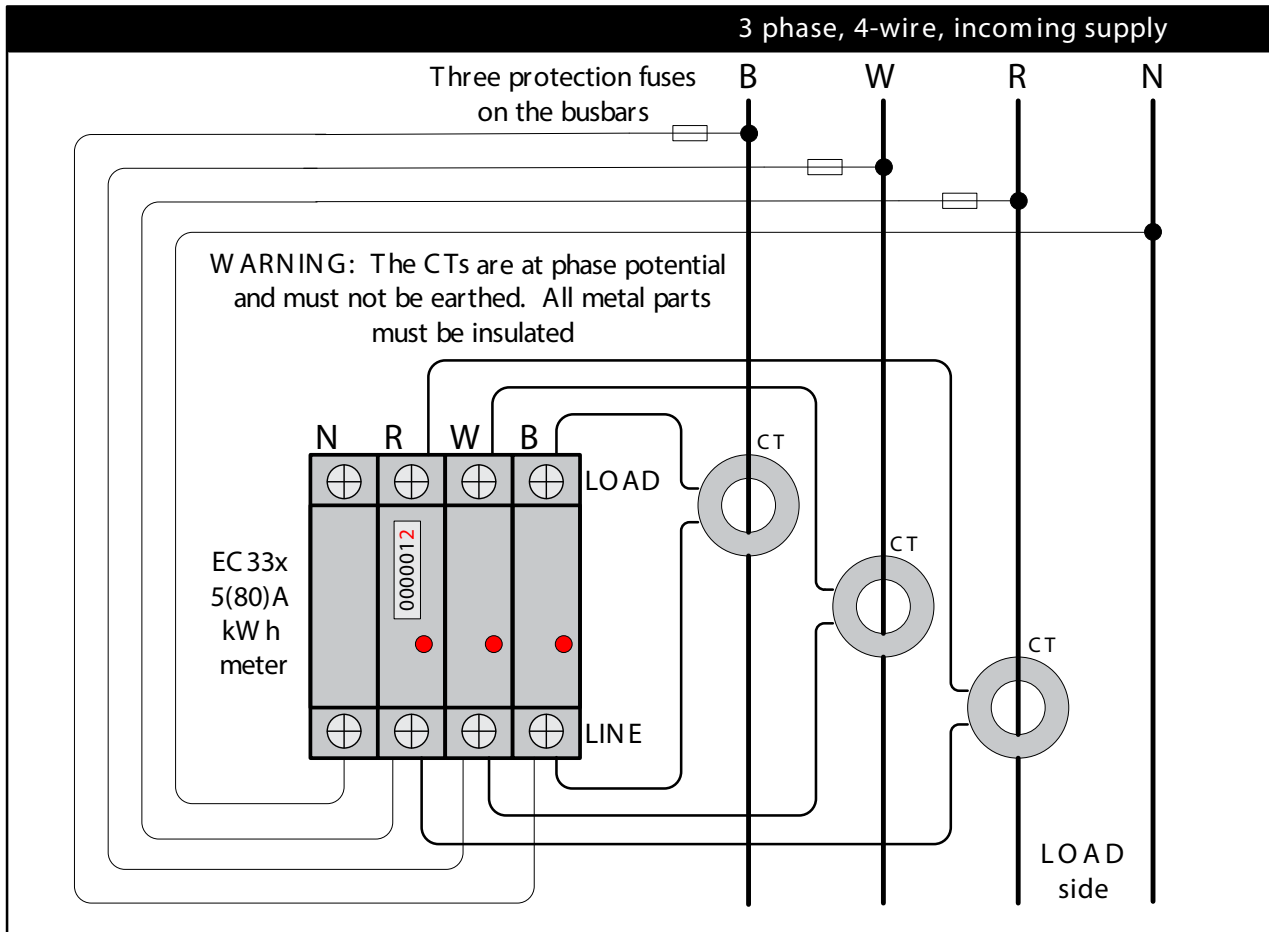 3 phase, 4-wire, incoming supply
Three protection fuses
on the busbars
B W R N
WARNING: The CTs are at phase potential
and must not be earthed. All metal parts
must be insulated
N R W B
CT
LOAD
0000012
EC33x
5(80)A
kWh
meter
CT
CT
LINE
LOAD
side